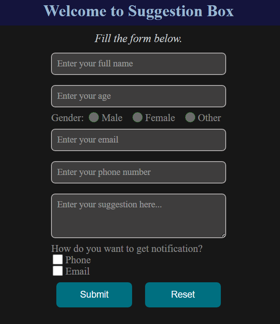 Welcome to Suggestion Box
Fill the form below.
Enter your full name
Enter your age
Gender: Male Female Other
Enter your email
Enter your phone number
Enter your suggestion here...
How do you want to get notification?
Phone
Email
Submit Reset